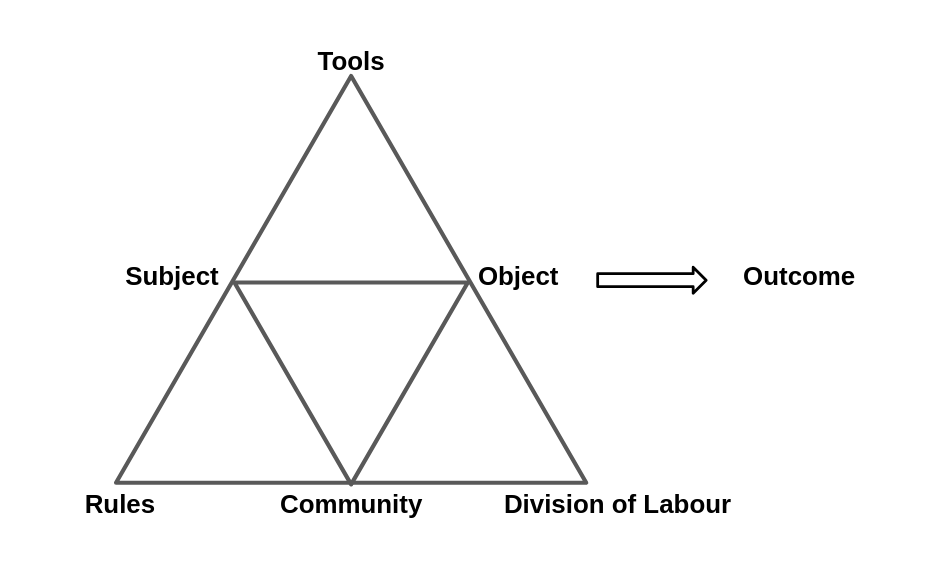 Tools
Subject
Object
Outcome
Rules
Community
Division of Labour